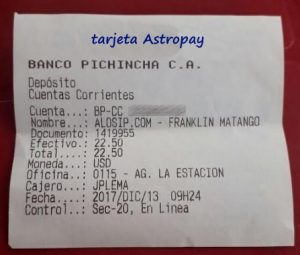 tarjeta Astropay
BANCO PICHINCHA C.A.
Depósito
Cuentas Corrientes
Cuenta...: BP-CC
Nombre...: ALOSIP.COM - FRANKLIN MATANGO
Documento: 1419955
Efectivo.: 22.50
Total....: 22.50
Moneda...: USD
Oficina..: 0115 - AG. LA ESTACION
Cajero...: JPLEMA
Fecha....: 2017/DIC/13 09H24
Control..: Sec-20, En Línea